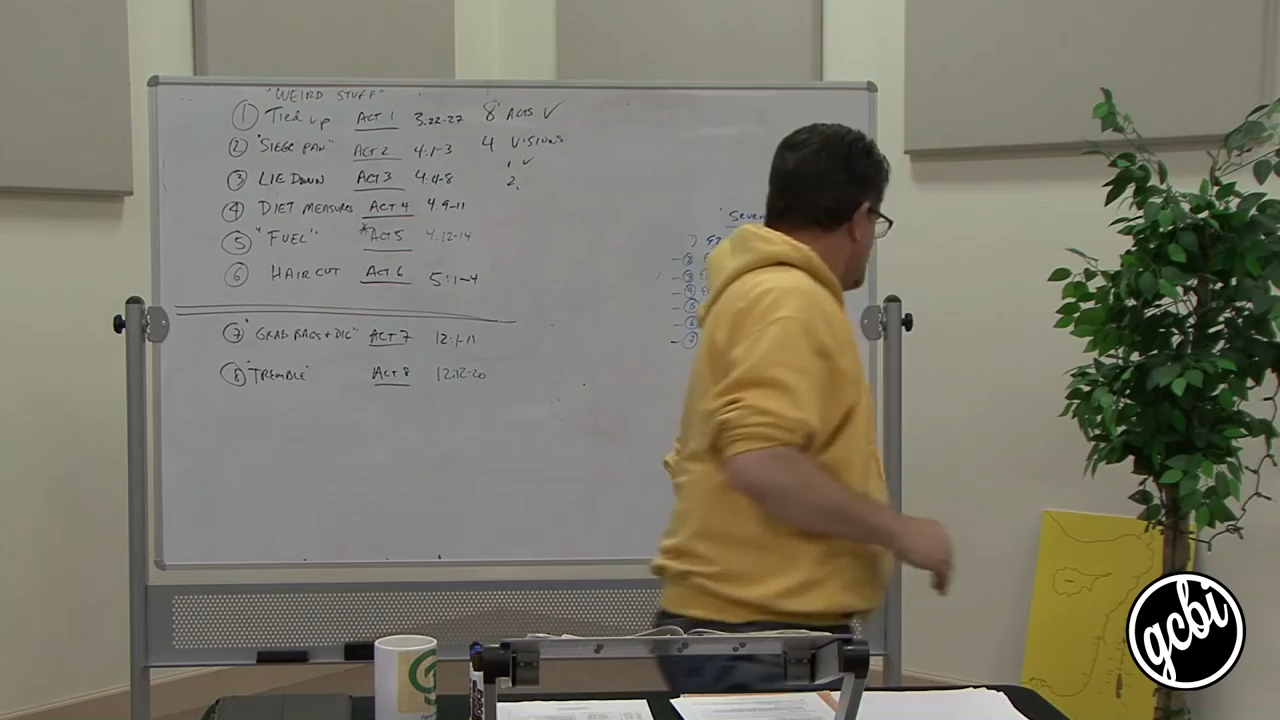 "WEIRD STUFF"
① Tied up ACT 1 3:22-27 8 ACTS ✓
② "SIEGE PAN" ACT 2 4:1-3 4 VISIONS
1 ✓
③ LIE DOWN ACT 3 4:4-8 2.
④ DIET MEASURES ACT 4 4:9-11
⑤ "FUEL" *ACT 5 4:12-14
⑥ HAIRCUT ACT 6 5:1-4
⑦ "GRAB BAGS + DIG" ACT 7 12:1-11
⑧ "TREMBLE" ACT 8 12:12-20
"Seven
gcbi